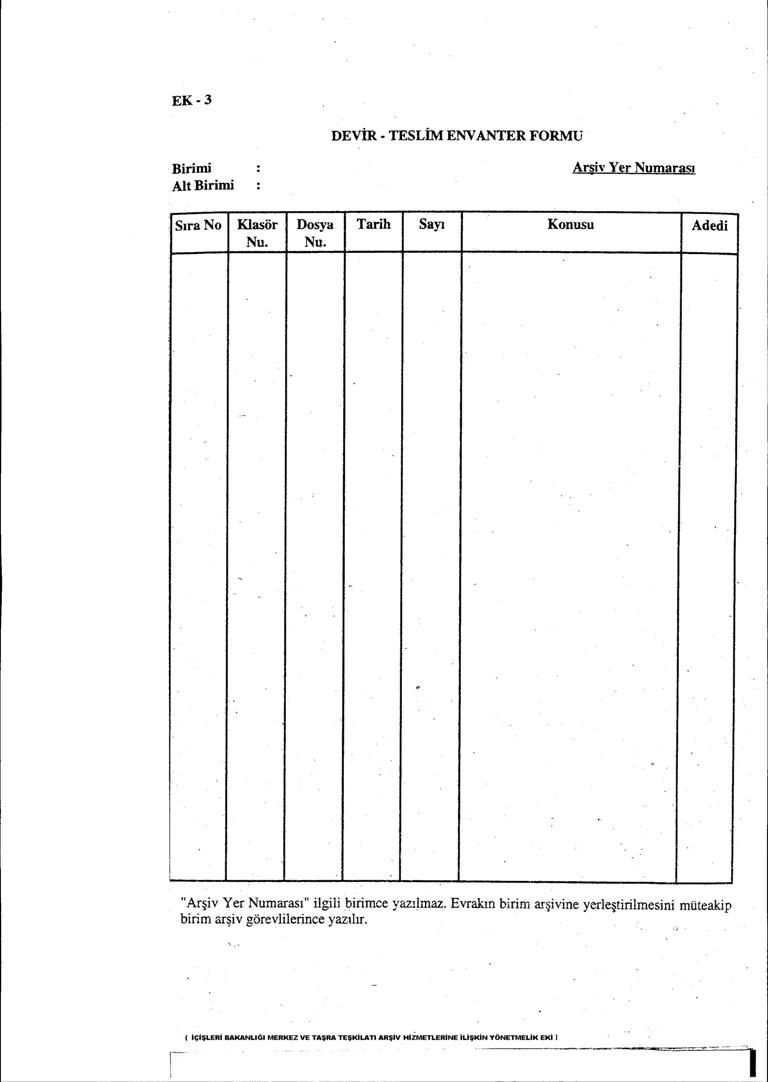 EK - 3
DEVİR - TESLİM ENVANTER FORMU
Birimi : Arşiv Yer Numarası
Alt Birimi :
Sıra No Klasör Nu. Dosya Nu. Tarih Sayı Konusu Adedi
"Arşiv Yer Numarası" ilgili birimce yazılmaz. Evrakın birim arşivine yerleştirilmesini müteakip
birim arşiv görevlilerince yazılır.
( İÇİŞLERİ BAKANLIĞI MERKEZ VE TAŞRA TEŞKİLATI ARŞİV HİZMETLERİNE İLİŞKİN YÖNETMELİK EKİ )